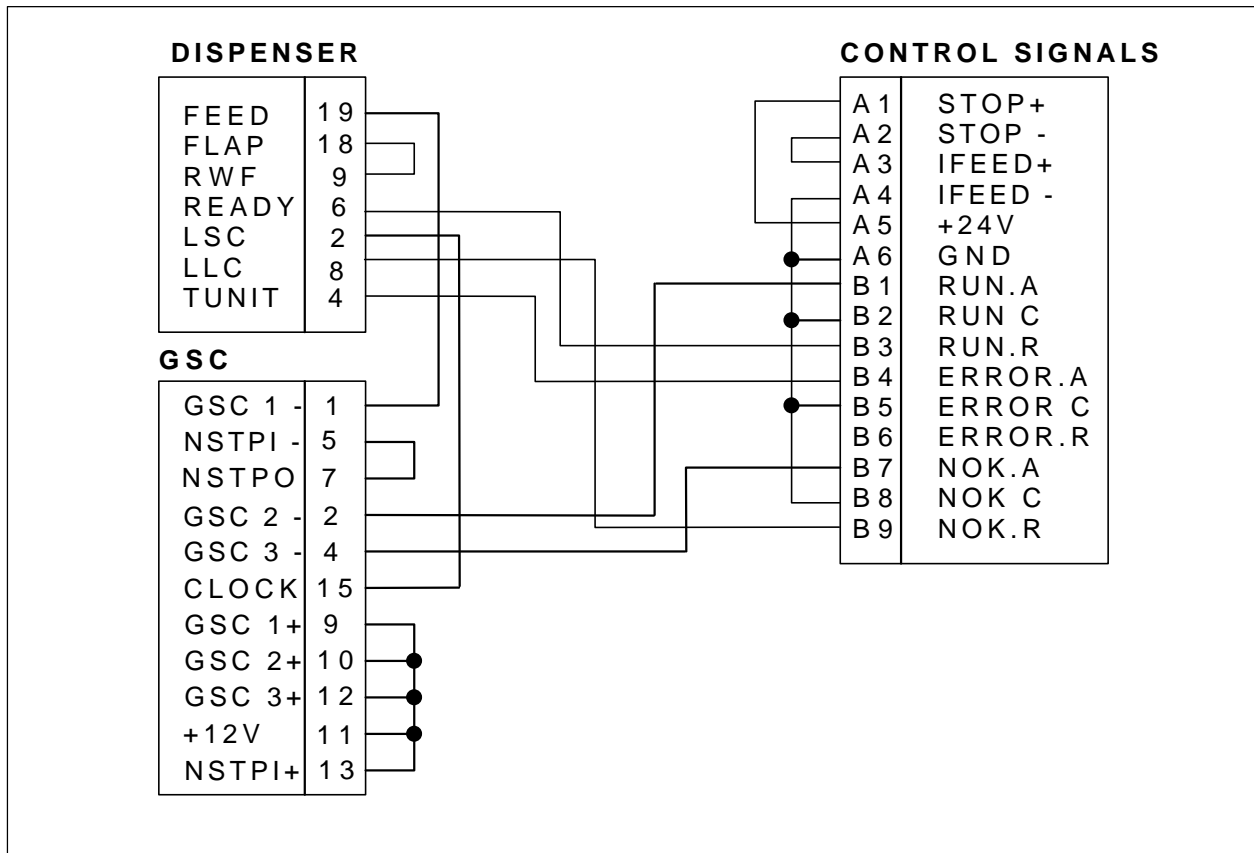 DISPENSER
FEED 19
FLAP 18
RWF 9
READY 6
LSC 2
LLC 8
TUNIT 4
GSC
GSC 1 - 1
NSTPI - 5
NSTPO 7
GSC 2 - 2
GSC 3 - 4
CLOCK 15
GSC 1+ 9
GSC 2+ 10
GSC 3+ 12
+12V 11
NSTPI+ 13
CONTROL SIGNALS
A1 STOP+
A2 STOP -
A3 IFEED+
A4 IFEED -
A5 +24V
A6 GND
B1 RUN.A
B2 RUN C
B3 RUN.R
B4 ERROR.A
B5 ERROR C
B6 ERROR.R
B7 NOK.A
B8 NOK C
B9 NOK.R